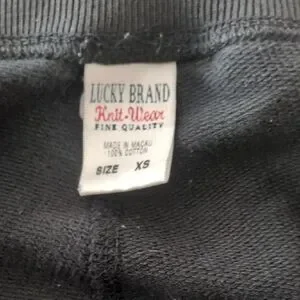 LUCKY BRAND
Knit-Wear
FINE QUALITY
MADE IN MACAU
100% COTTON
SIZE XS